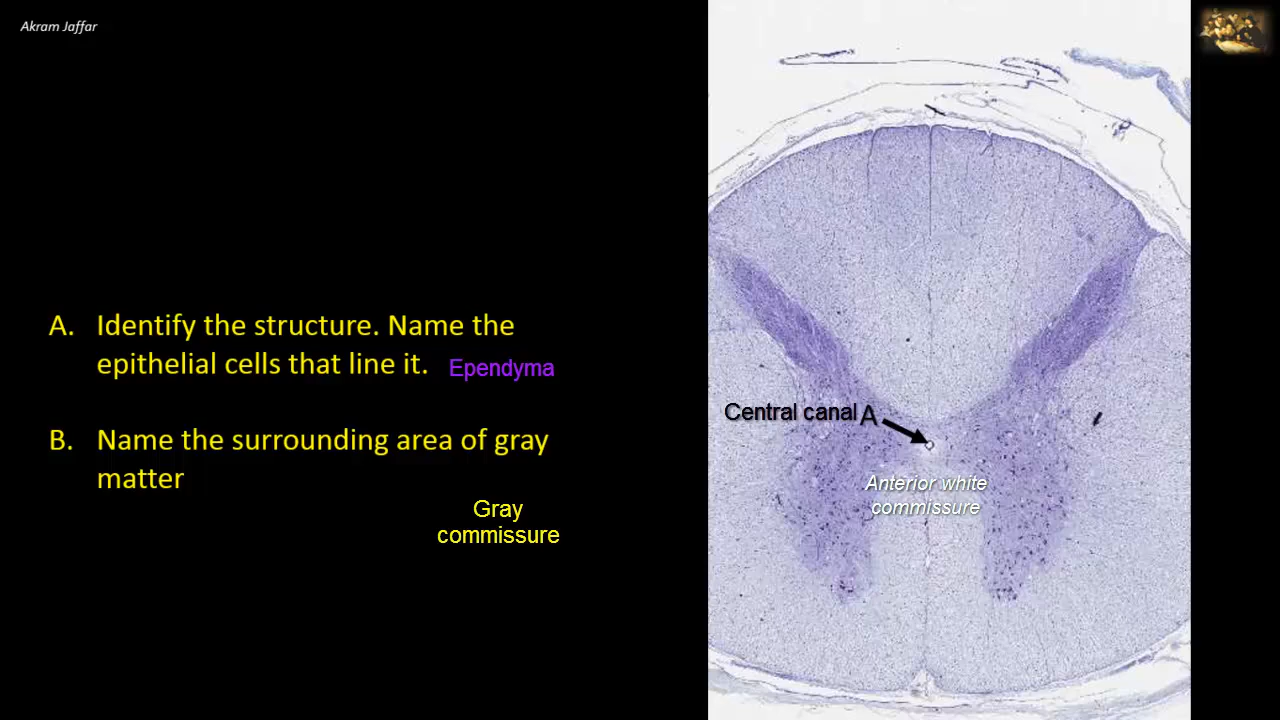 Akram Jaffar
A. Identify the structure. Name the
epithelial cells that line it. Ependyma
B. Name the surrounding area of gray
matter
Gray
commissure
Central canal A
Anterior white
commissure